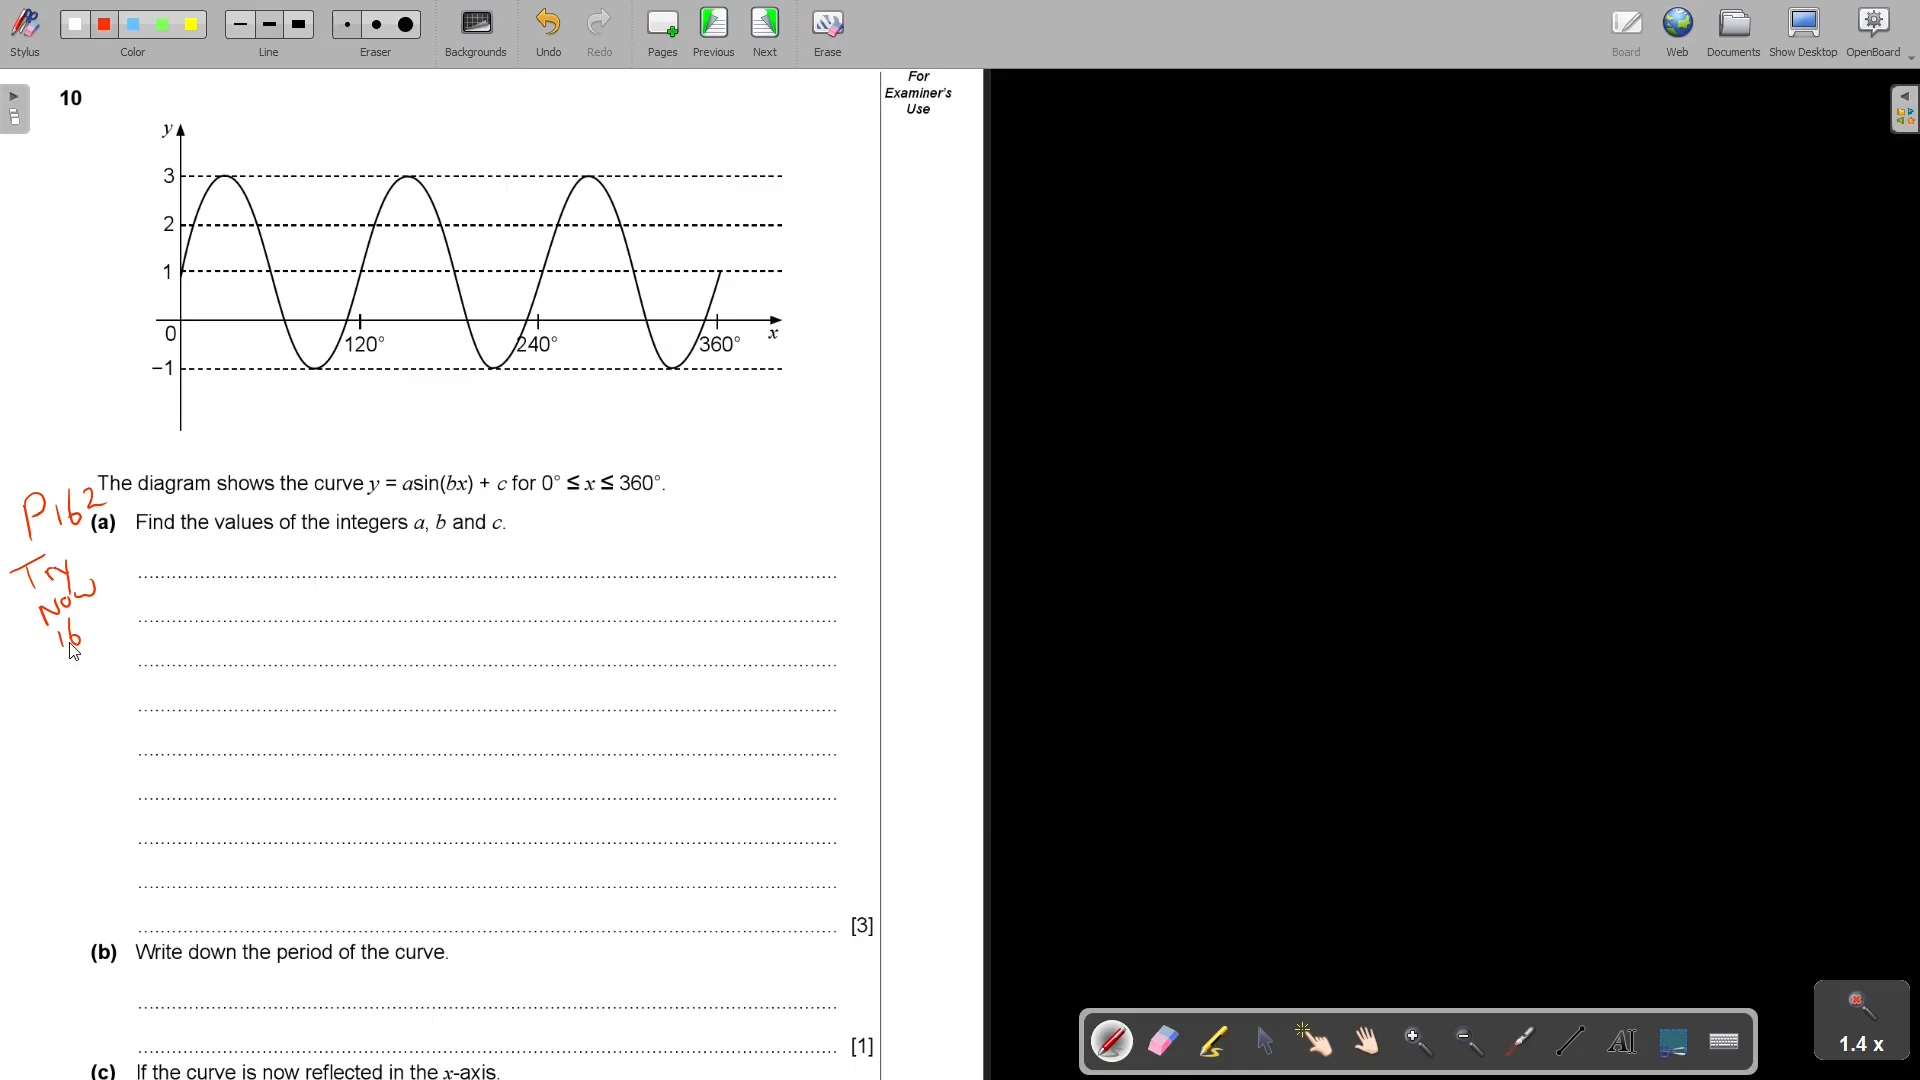 Stylus
Color
Line
Eraser
Backgrounds
Undo
Redo
Pages
Previous
Next
Erase
Board
Web
Documents
Show Desktop
OpenBoard
For
Examiner's
Use
10
y
3
2
1
0
−1
120°
240°
360°
x
The diagram shows the curve y = asin(bx) + c for 0° ≤ x ≤ 360°.
P162
(a) Find the values of the integers a, b and c.
Try
Now
16
[3]
(b) Write down the period of the curve.
[1]
(c) If the curve is now reflected in the x-axis.
AI
1.4 x